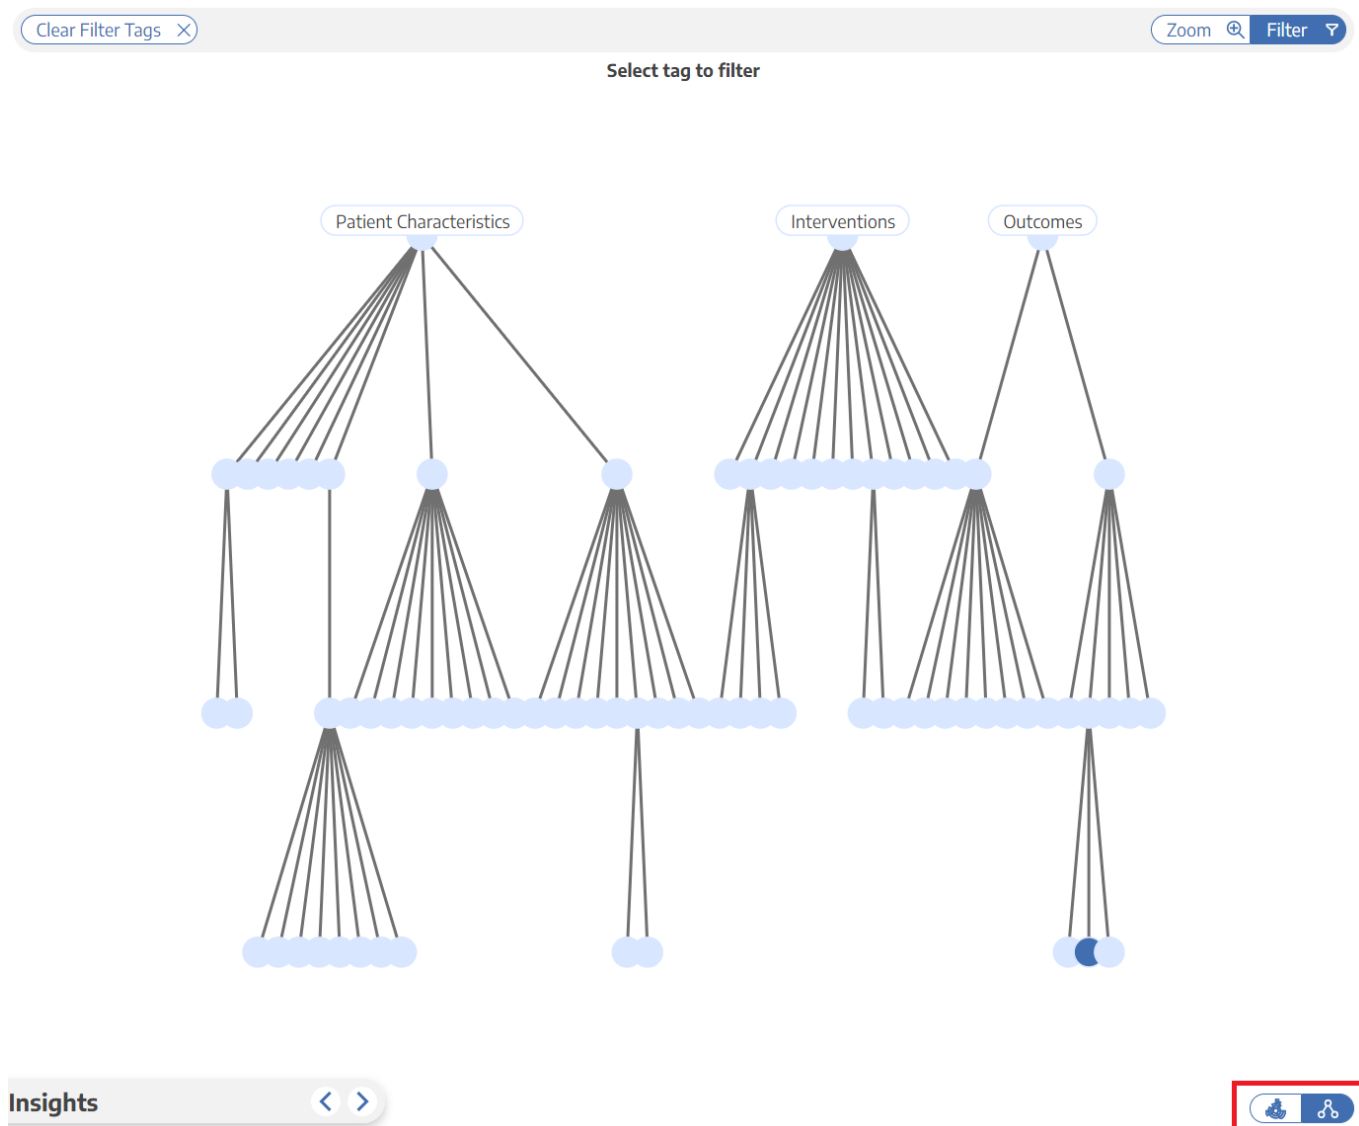 Clear Filter Tags
Zoom
Filter
Select tag to filter
Patient Characteristics
Interventions
Outcomes
Insights